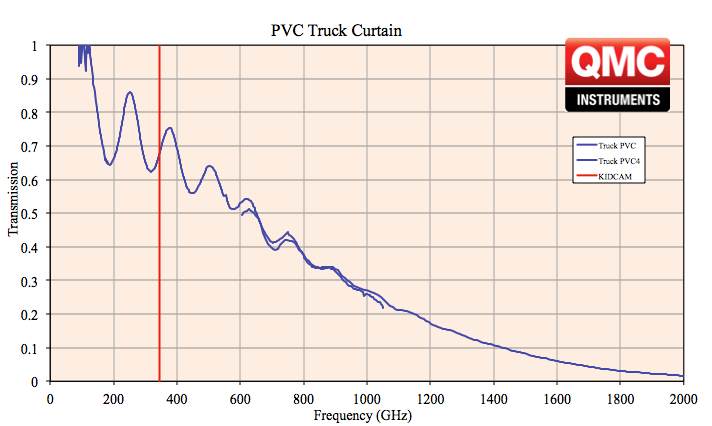 PVC Truck Curtain
QMC
INSTRUMENTS
Truck PVC
Truck PVC4
KIDCAM
Transmission
1
0.9
0.8
0.7
0.6
0.5
0.4
0.3
0.2
0.1
0
0 200 400 600 800 1000 1200 1400 1600 1800 2000
Frequency (GHz)